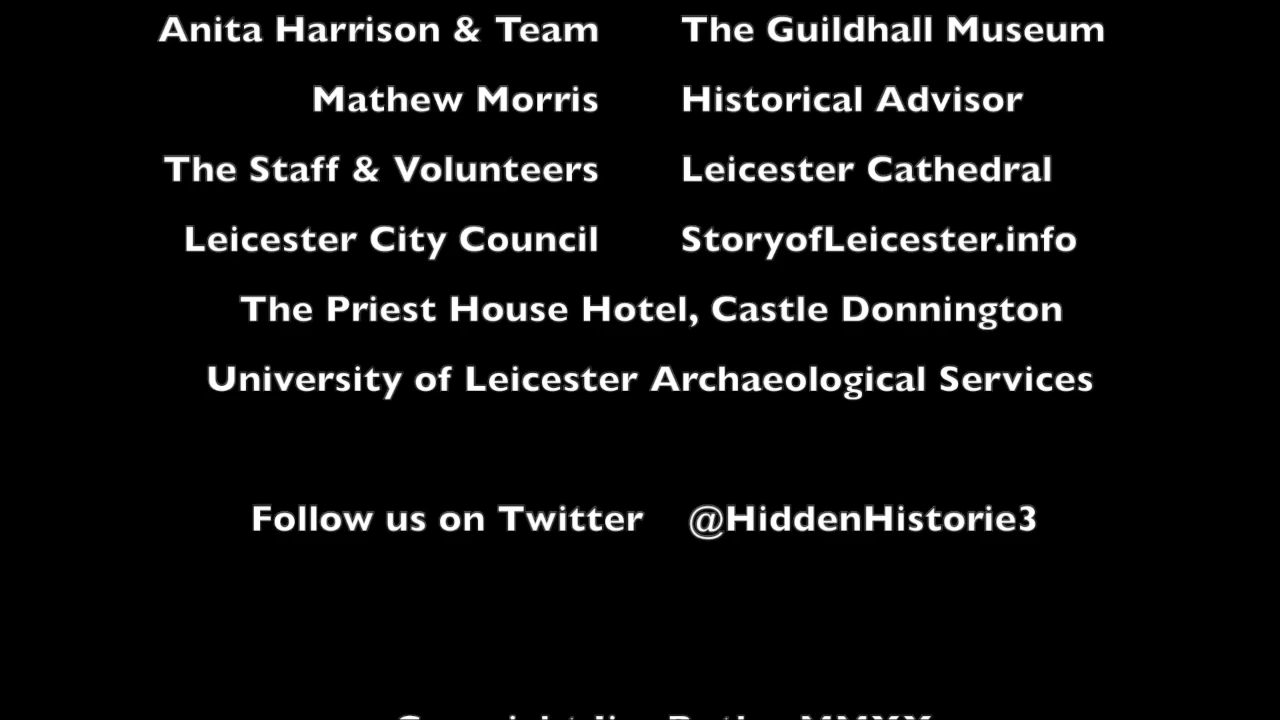 Anita Harrison & Team The Guildhall Museum
Mathew Morris Historical Advisor
The Staff & Volunteers Leicester Cathedral
Leicester City Council StoryofLeicester.info
The Priest House Hotel, Castle Donnington
University of Leicester Archaeological Services
Follow us on Twitter @HiddenHistorie3